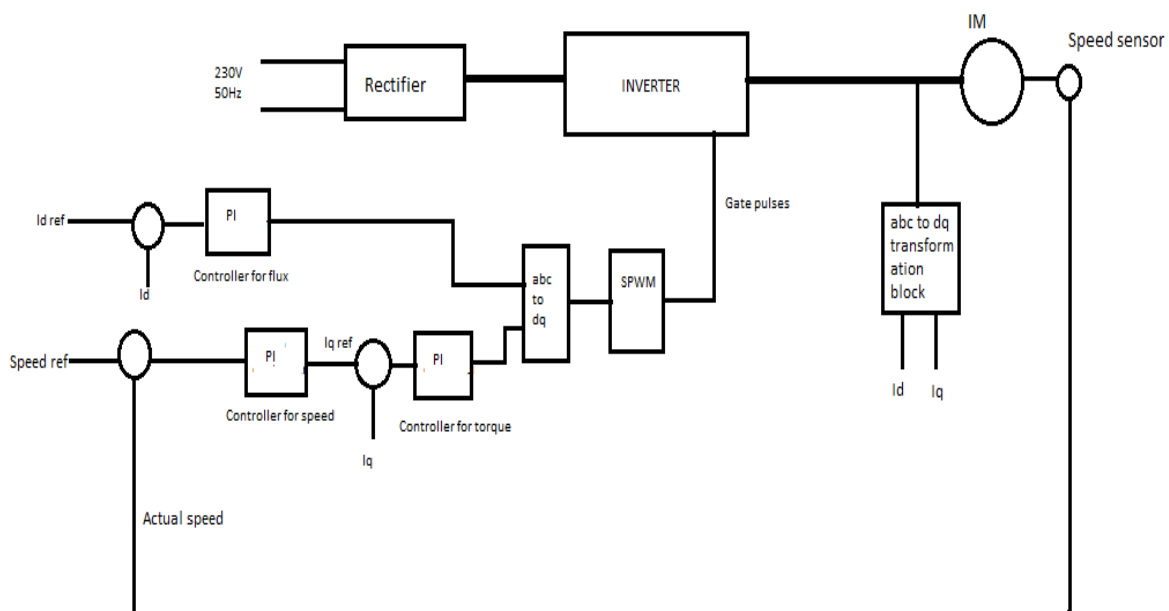 IM
Speed sensor
230V
50Hz
Rectifier
INVERTER
Gate pulses
abc to dq
transform
ation
block
Id
Iq
Id ref
PI
Controller for flux
Id
abc
to
dq
SPWM
Speed ref
PI
Controller for speed
Iq ref
PI
Controller for torque
Iq
Actual speed